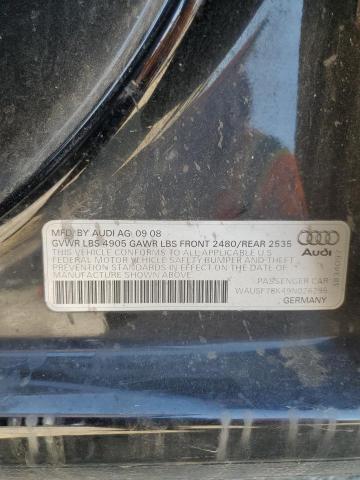 MFD/BY AUDI AG: 09 08
GVWR LBS 4905 GAWR LBS FRONT 2480/REAR 2535
THIS VEHICLE CONFORMS TO ALL APPLICABLE
FEDERAL MOTOR VEHICLE SAFETY BUMPER AND THEFT
PREVENTION STANDARDS IN EFFECT ON THE DATE OF
MANUFACTURE SHOWN ABOVE.
Audi
PASSENGER CAR
GERMANY